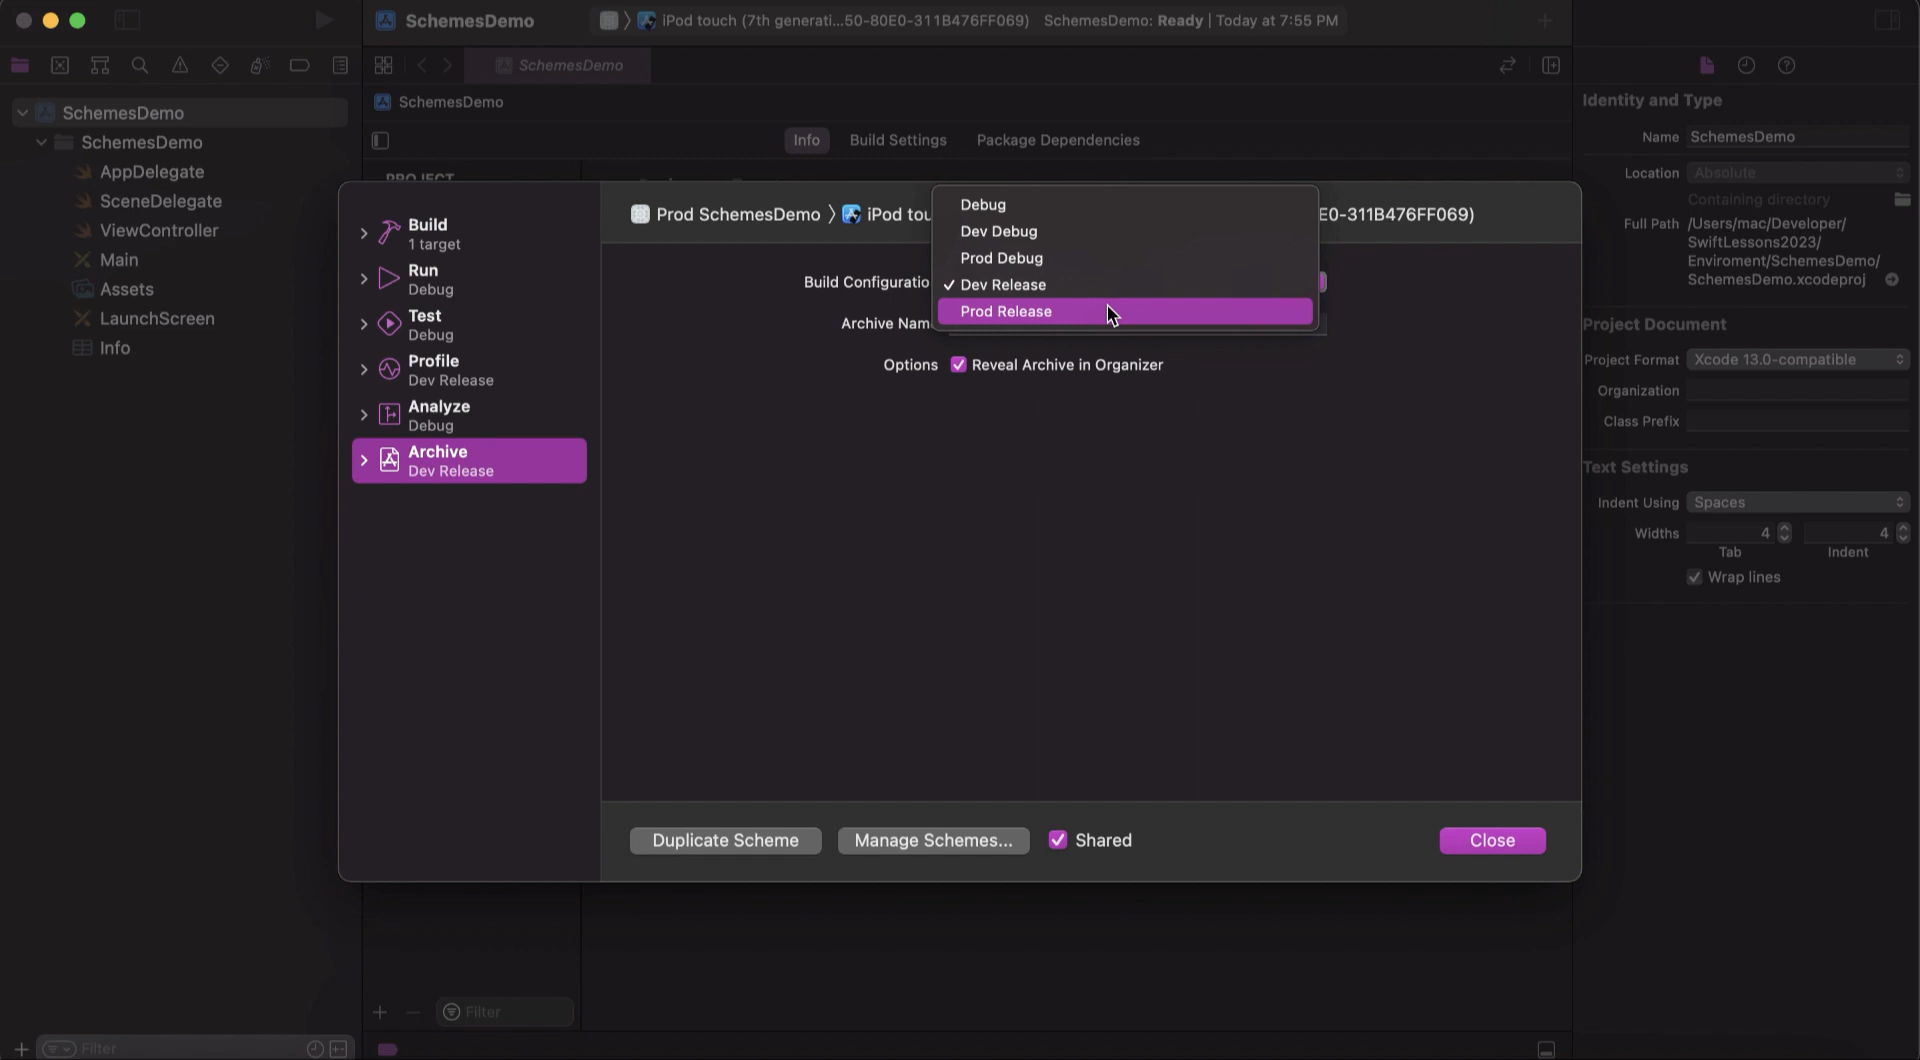 SchemesDemo
iPod touch (7th generati...50-80E0-311B476FF069)
SchemesDemo: Ready | Today at 7:55 PM
SchemesDemo
SchemesDemo
Info
Build Settings
Package Dependencies
PROJECT
SchemesDemo
SchemesDemo
AppDelegate
SceneDelegate
ViewController
Main
Assets
LaunchScreen
Info
Filter
Build
1 target
Run
Debug
Test
Debug
Profile
Dev Release
Analyze
Debug
Archive
Dev Release
Prod SchemesDemo
iPod tou
E0-311B476FF069)
Debug
Dev Debug
Prod Debug
✓ Dev Release
Prod Release
Build Configuratio
Archive Nam
Options
Reveal Archive in Organizer
Duplicate Scheme
Manage Schemes...
Shared
Close
Filter
Identity and Type
Name SchemesDemo
Location Absolute
Containing directory
Full Path /Users/mac/Developer/
SwiftLessons2023/
Enviroment/SchemesDemo/
SchemesDemo.xcodeproj
Project Document
Project Format Xcode 13.0-compatible
Organization
Class Prefix
Text Settings
Indent Using Spaces
Widths 4 4
Tab Indent
Wrap lines